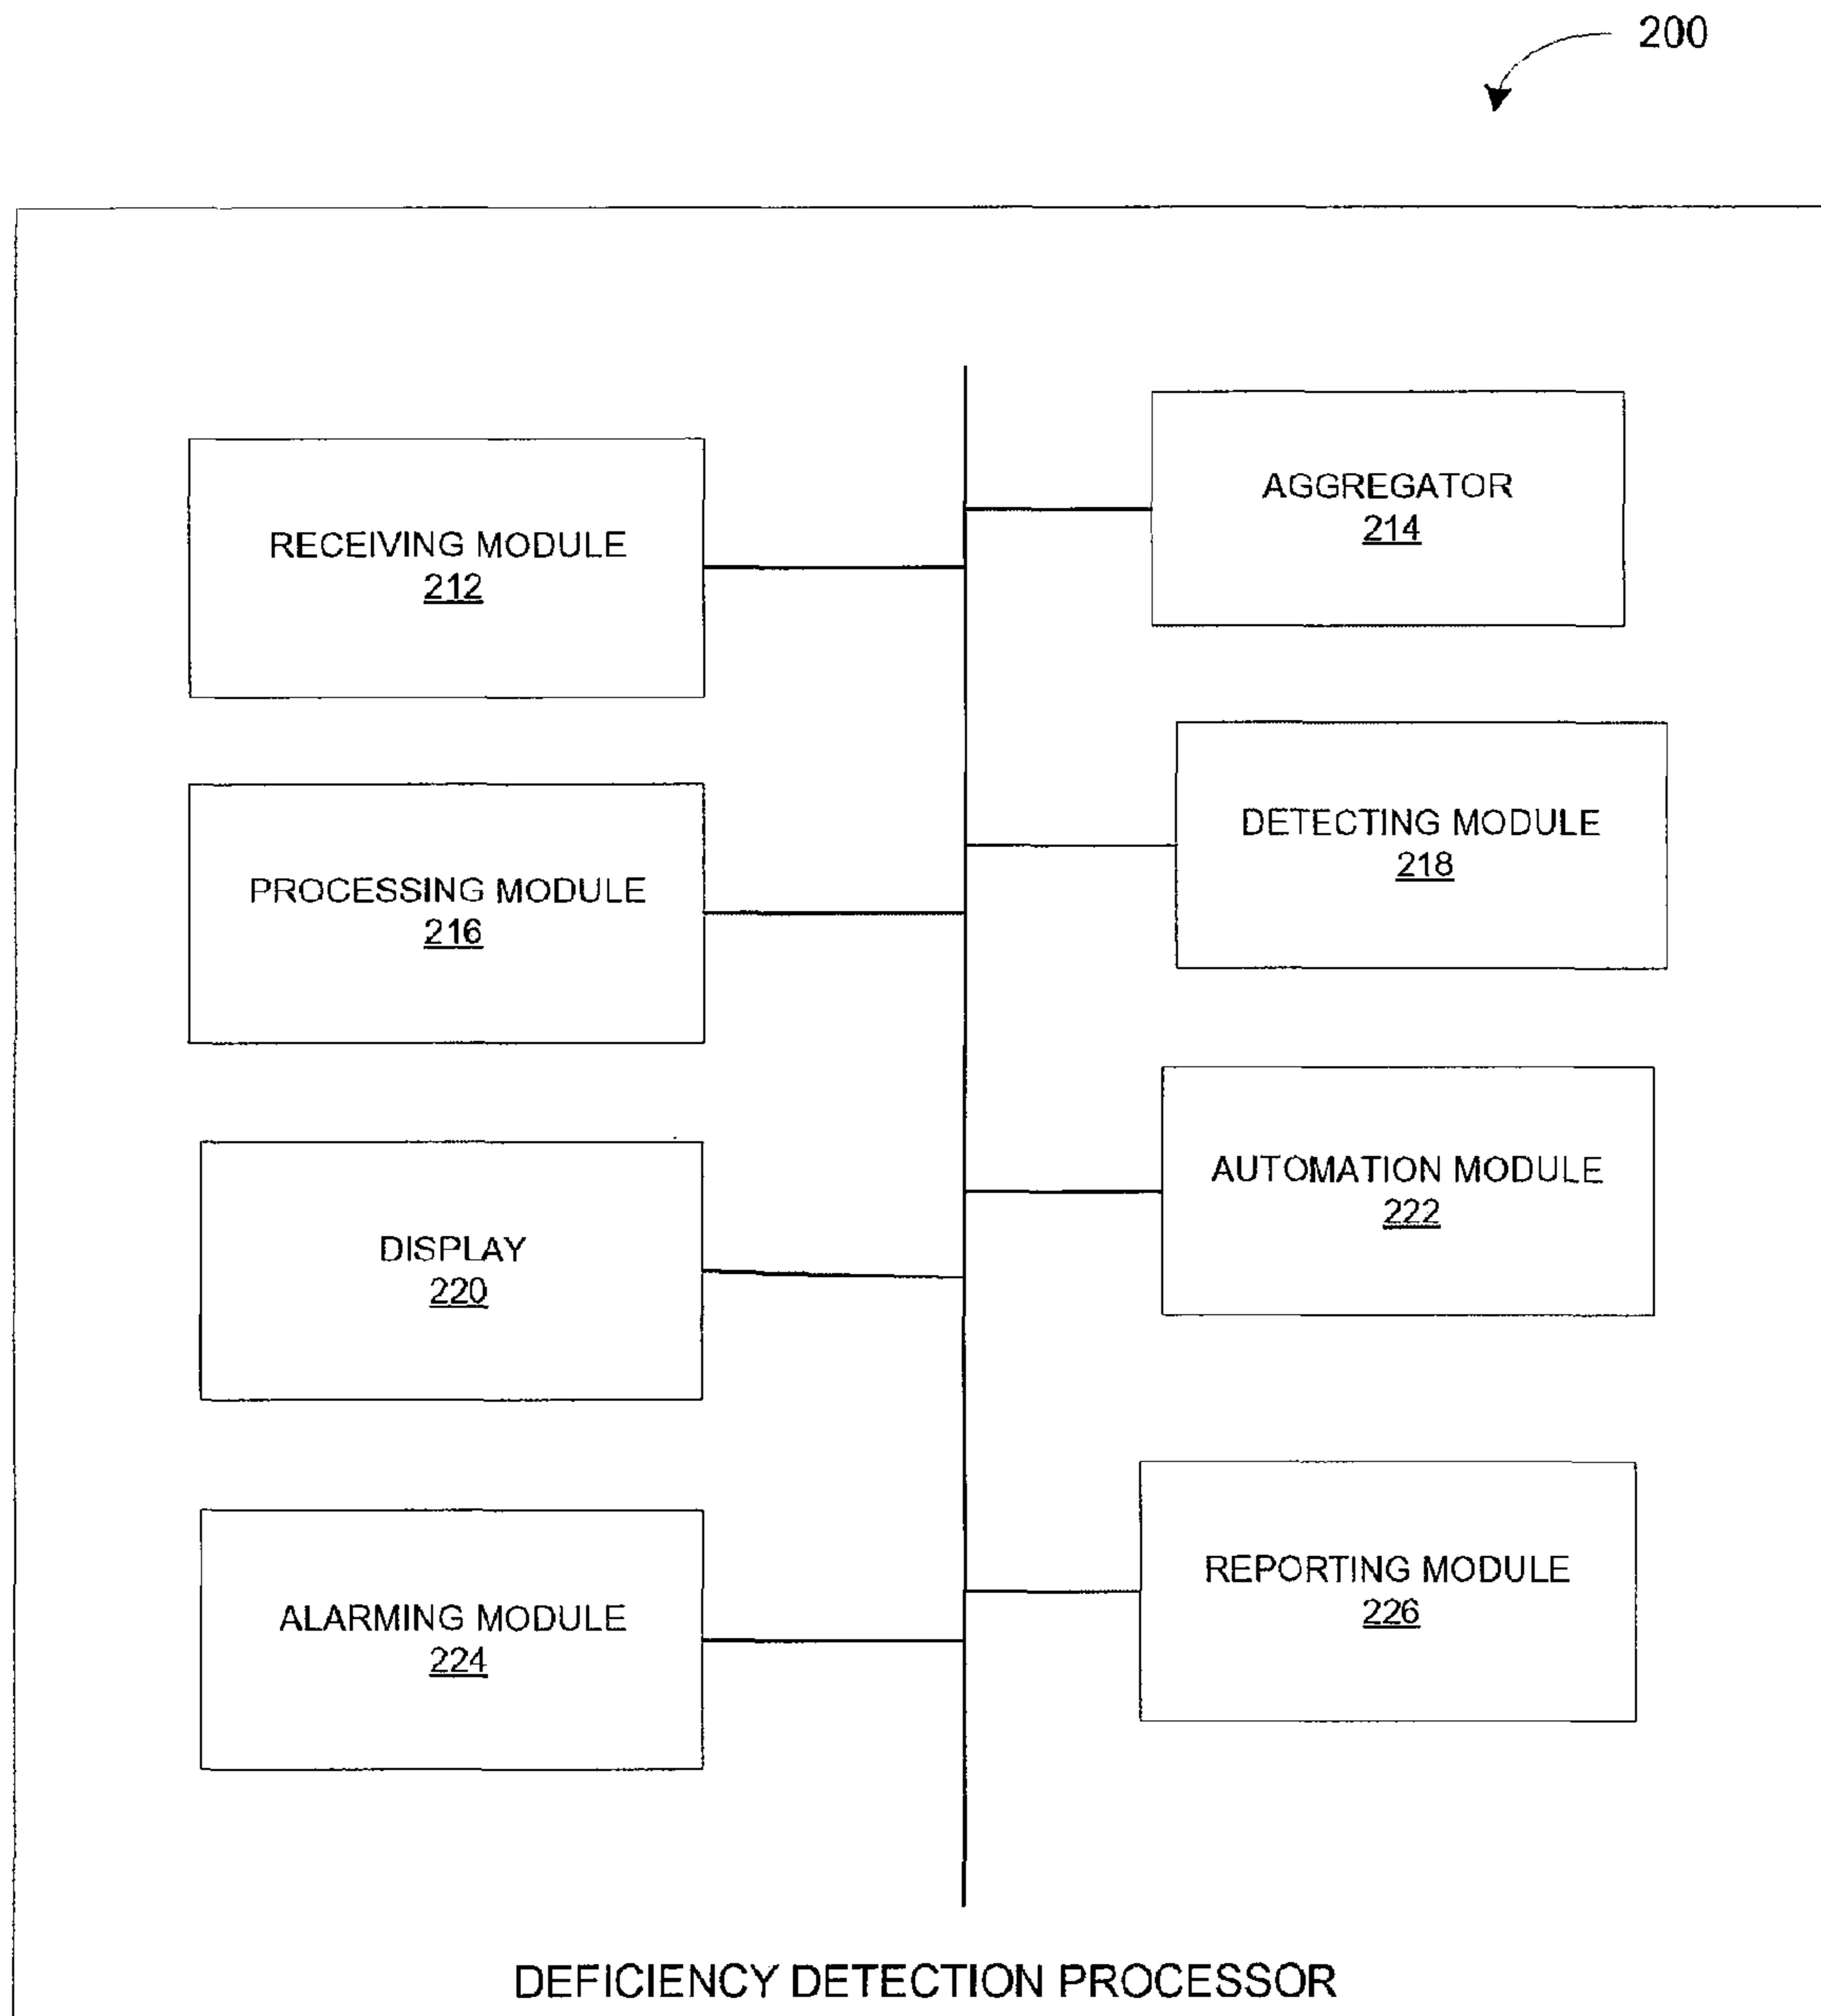 200
RECEIVING MODULE
212
AGGREGATOR
214
PROCESSING MODULE
216
DETECTING MODULE
218
DISPLAY
220
AUTOMATION MODULE
222
ALARMING MODULE
224
REPORTING MODULE
226
DEFICIENCY DETECTION PROCESSOR